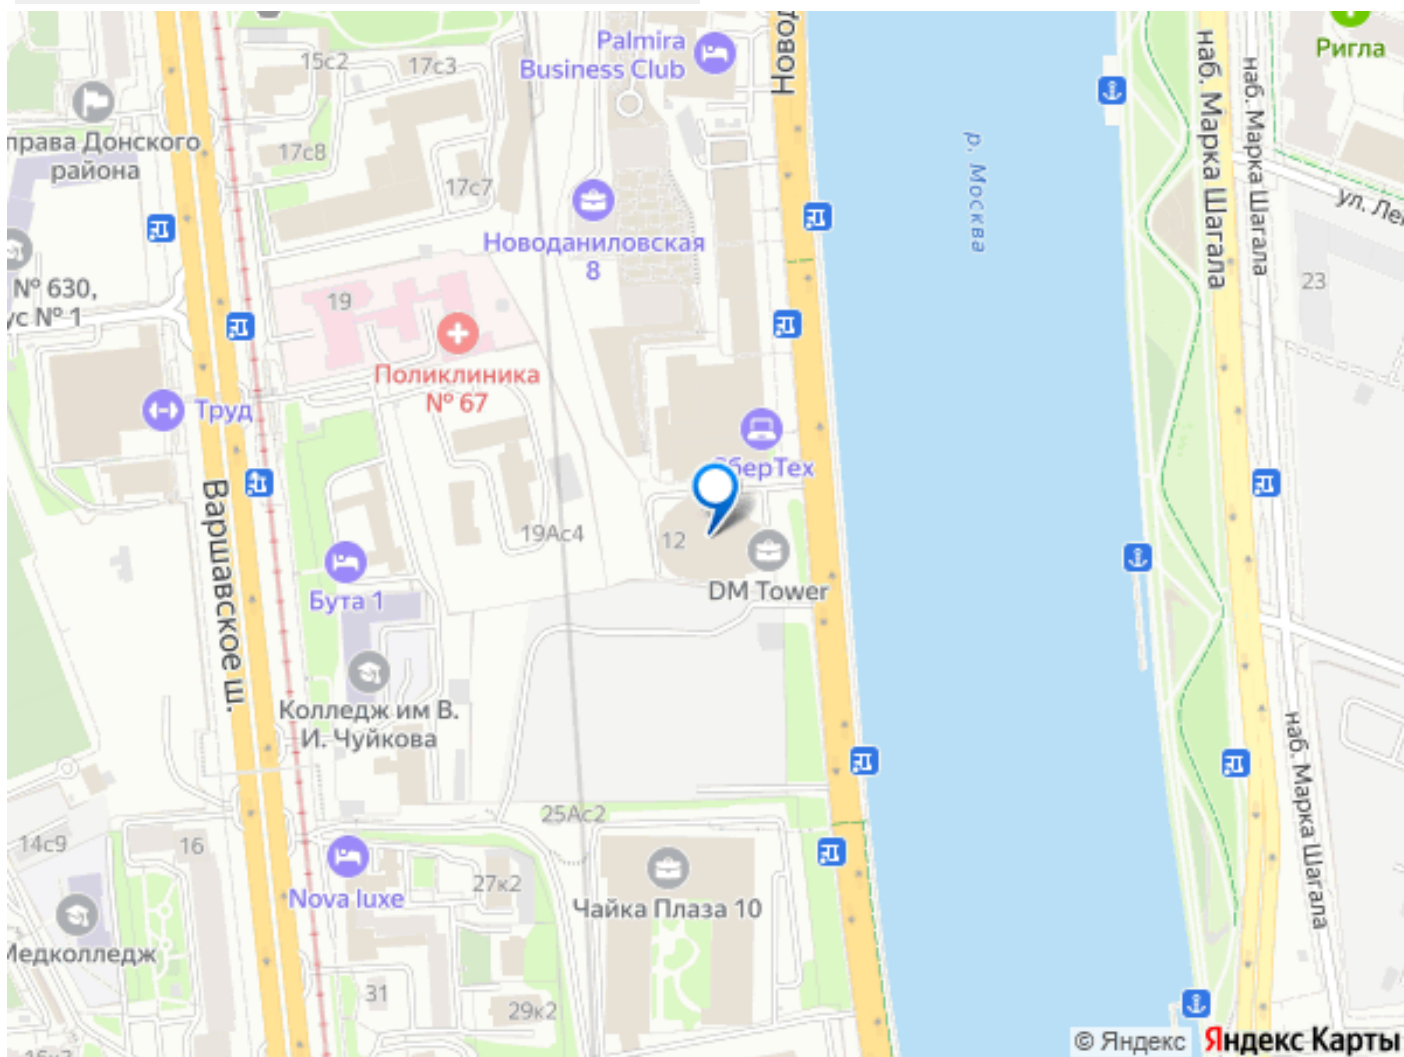 Palmira
Business Club
Новод
наб. Марка Шагала
наб. Марка Шагала
Ригла
15с2
17с3
права Донского
района
17с8
17с7
р. Москва
ул. Ле
Новоданиловская
8
№ 630,
ус № 1
19
23
Поликлиника
№ 67
Труд
СберТех
Варшавское ш.
19Ас4
12
DM Tower
Бута 1
Колледж им В.
И. Чуйкова
наб. Марка Шагала
25Ас2
14с9
16
Nova luxe
27к2
Чайка Плаза 10
Медколледж
31
29к2
© Яндекс Яндекс Карты